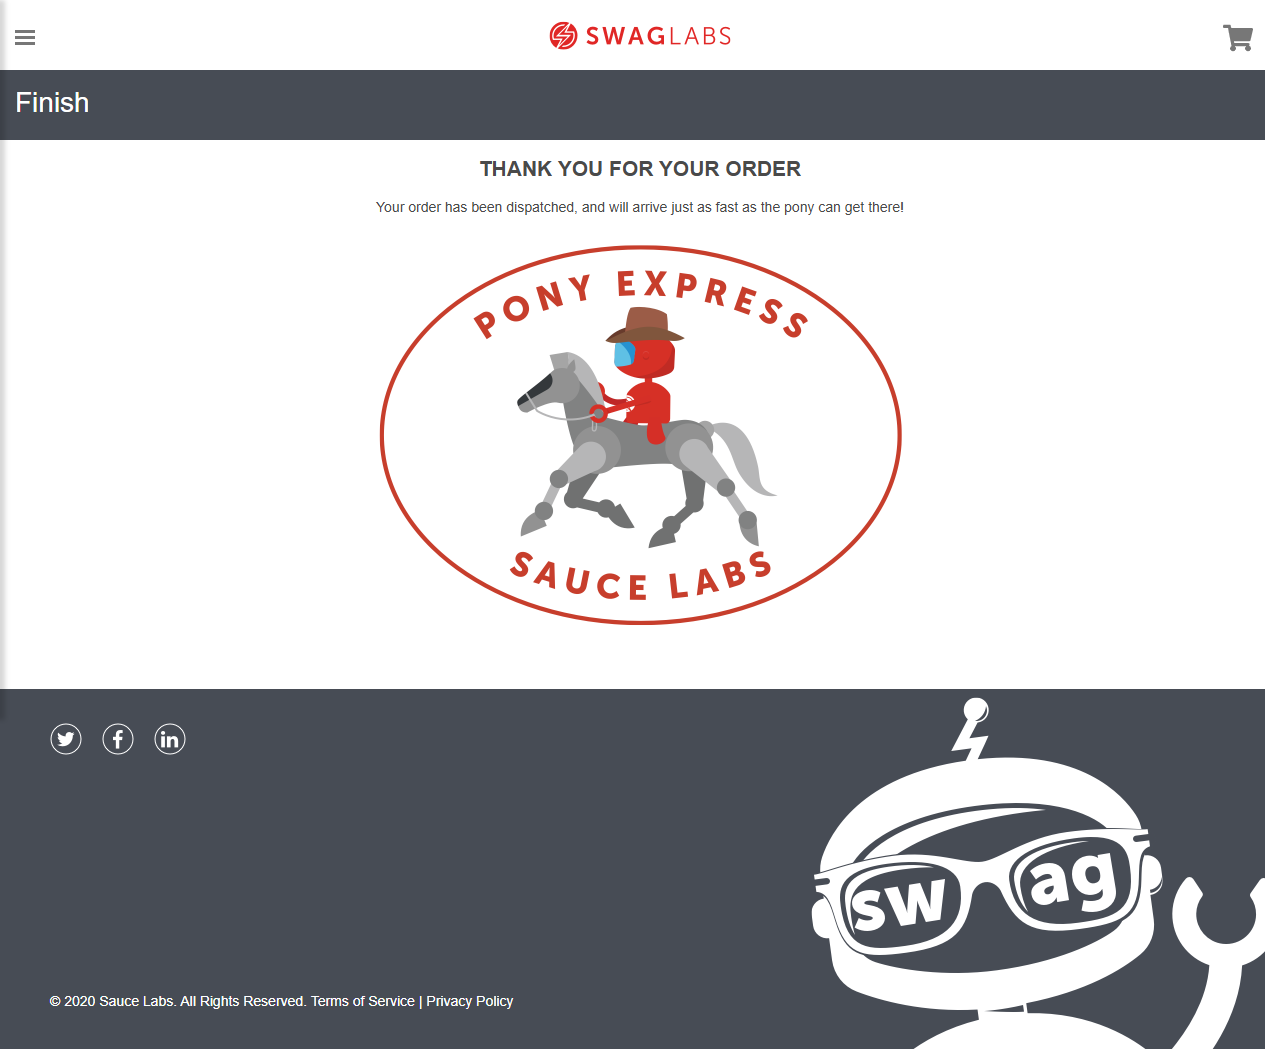 SWAGLABS
Finish
THANK YOU FOR YOUR ORDER
Your order has been dispatched, and will arrive just as fast as the pony can get there!
PONY EXPRESS
SAUCE LABS
swag
© 2020 Sauce Labs. All Rights Reserved. Terms of Service | Privacy Policy